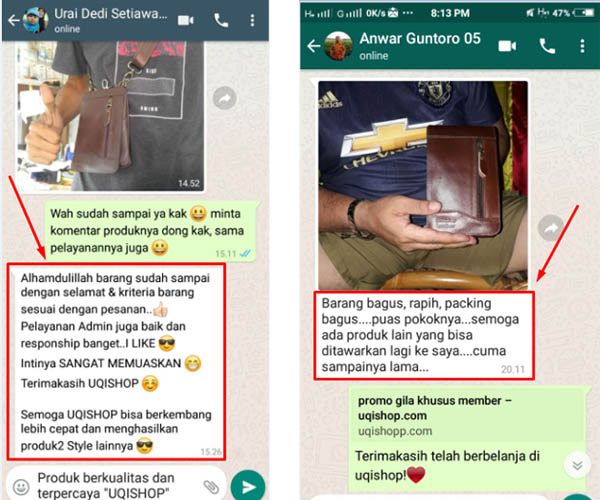 Urai Dedi Setiawa...
online
14.52
Wah sudah sampai ya kak 😃 minta
komentar produknya dong kak, sama
pelayanannya juga 😃
15.11
Alhamdulillah barang sudah sampai
dengan selamat & kriteria barang
sesuai dengan pesanan..👍
Pelayanan Admin juga baik dan
responship banget..I LIKE 😎
Intinya SANGAT MEMUASKAN 😁
Terimakasih UQISHOP ☺️
Semoga UQISHOP bisa berkembang
lebih cepat dan menghasilkan
produk2 Style lainnya 😎
15.26
Produk berkualitas dan
terpercaya "UQISHOP"
0K/s 8:13 PM 47%
Anwar Guntoro 05
online
adidas
CHEVROLET
Barang bagus, rapih, packing
bagus....puas pokoknya...semoga
ada produk lain yang bisa
ditawarkan lagi ke saya....cuma
sampainya lama...
20.11
promo gila khusus member –
uqishop.com
uqishopp.com
Terimakasih telah berbelanja di
uqishop!❤️